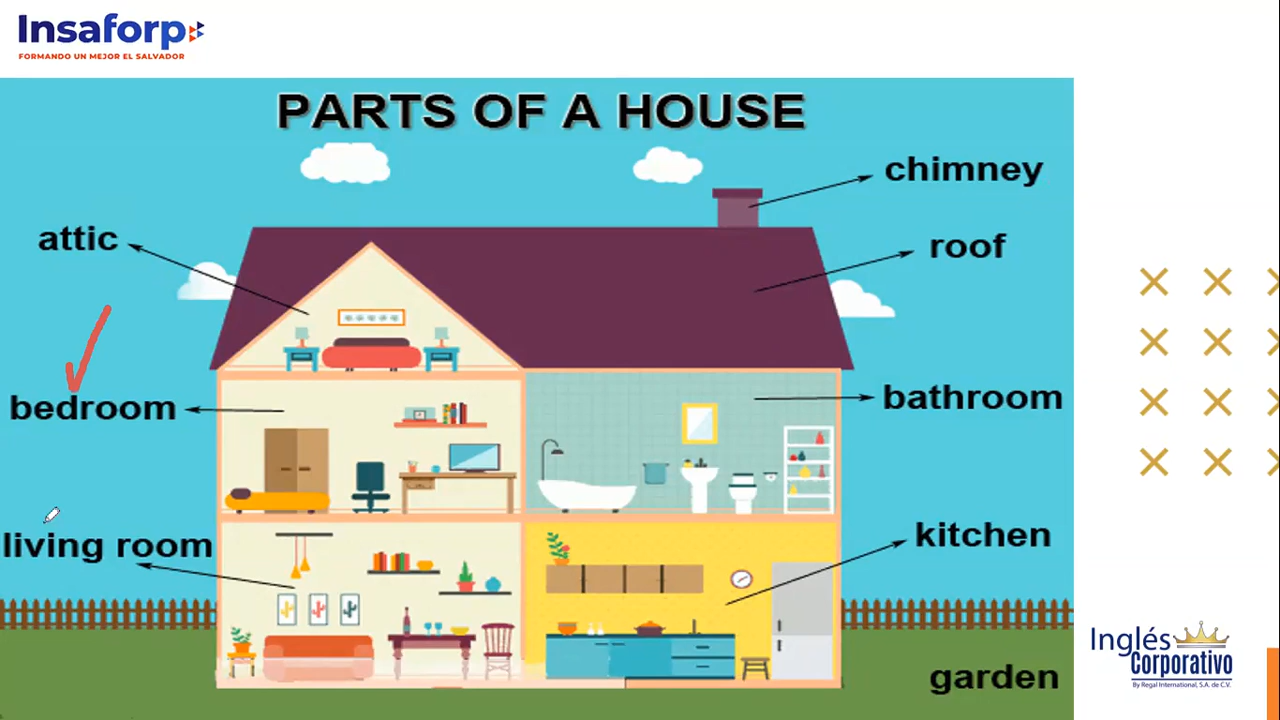 Insaforp
FORMANDO UN MEJOR EL SALVADOR
PARTS OF A HOUSE
chimney
attic
roof
bedroom
bathroom
living room
kitchen
garden
Inglés
Corporativo
By Regal International, S.A. de C.V.